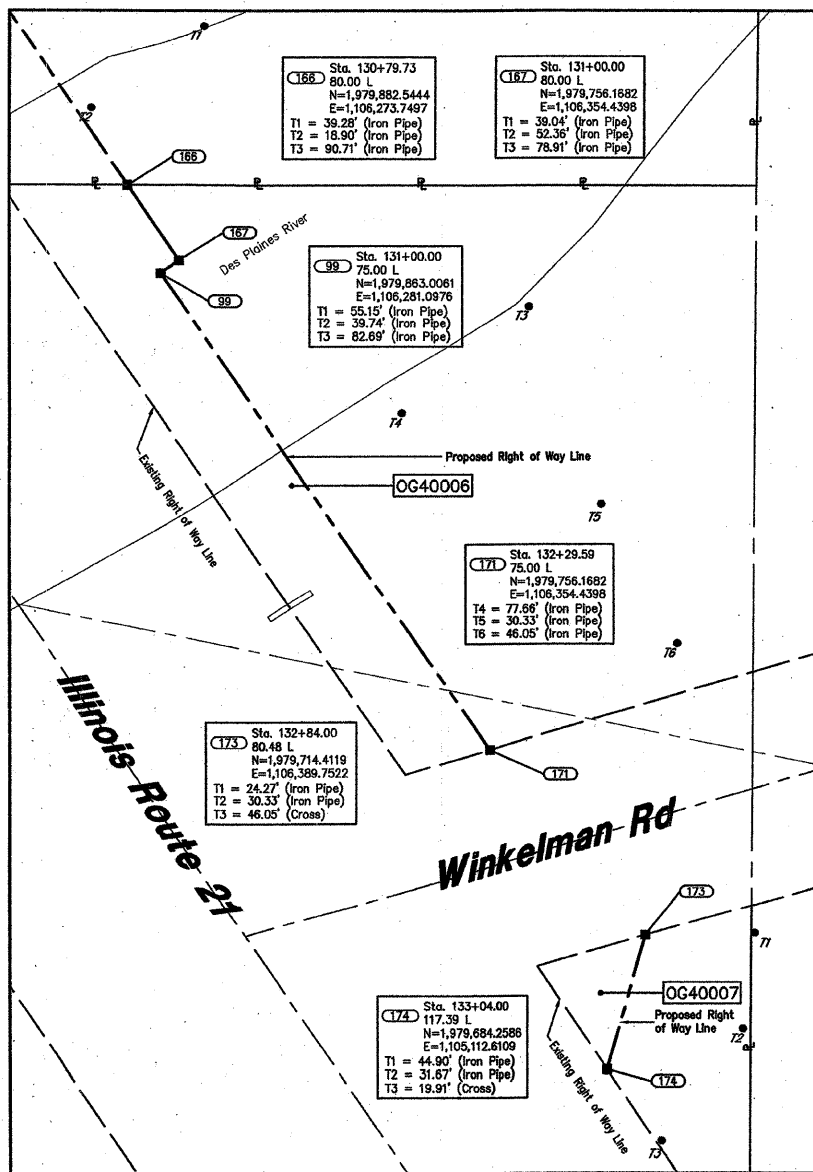 T1
166 Sta. 130+79.73
80.00 L
N=1,979,882.5444
E=1,106,273.7497
T1 = 39.28' (Iron Pipe)
T2 = 18.90' (Iron Pipe)
T3 = 90.71' (Iron Pipe)
167 Sta. 131+00.00
80.00 L
N=1,979,756.1682
E=1,106,354.4398
T1 = 39.04' (Iron Pipe)
T2 = 52.36' (Iron Pipe)
T3 = 78.91' (Iron Pipe)
T2
PL
166
PL
PL
PL
PL
167
Des Plaines River
99
99 Sta. 131+00.00
75.00 L
N=1,979,863.0061
E=1,106,281.0976
T1 = 55.15' (Iron Pipe)
T2 = 39.74' (Iron Pipe)
T3 = 82.69' (Iron Pipe)
T3
T4
Existing Right of Way Line
Proposed Right of Way Line
OG40006
T5
171 Sta. 132+29.59
75.00 L
N=1,979,756.1682
E=1,106,354.4398
T4 = 77.66' (Iron Pipe)
T5 = 30.33' (Iron Pipe)
T6 = 46.05' (Iron Pipe)
T6
Illinois Route 21
173 Sta. 132+84.00
80.48 L
N=1,979,714.4119
E=1,106,389.7522
T1 = 24.27' (Iron Pipe)
T2 = 30.33' (Iron Pipe)
T3 = 46.05' (Cross)
171
Winkelman Rd
173
T1
OG40007
Proposed Right
of Way Line
T2
PL
174 Sta. 133+04.00
117.39 L
N=1,979,684.2586
E=1,105,112.6109
T1 = 44.90' (Iron Pipe)
T2 = 31.67' (Iron Pipe)
T3 = 19.91' (Cross)
Existing Right of Way Line
174
T3